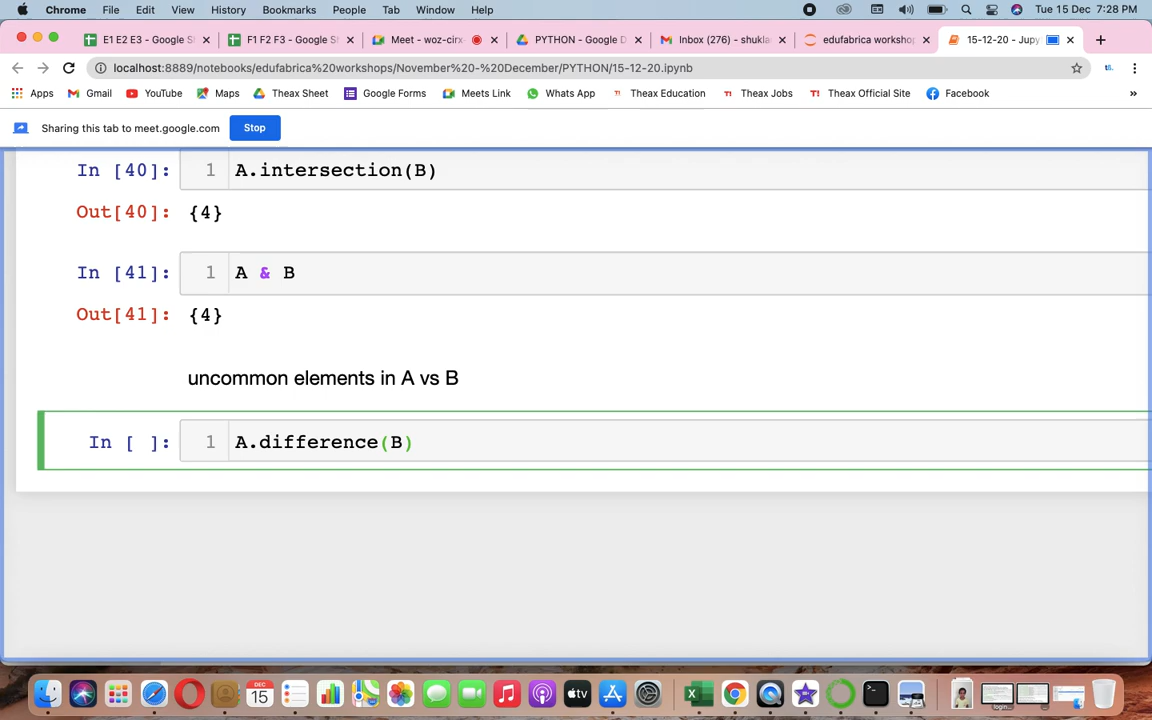 Chrome File Edit View History Bookmarks People Tab Window Help Tue 15 Dec 7:28 PM
E1 E2 E3 - Google S F1 F2 F3 - Google S Meet - woz-cirx PYTHON - Google D Inbox (276) - shukla edufabrica worksho 15-12-20 - Jupy
localhost:8889/notebooks/edufabrica%20workshops/November%20-%20December/PYTHON/15-12-20.ipynb
Apps Gmail YouTube Maps Theax Sheet Google Forms Meets Link Whats App Theax Education Theax Jobs Theax Official Site Facebook »
Sharing this tab to meet.google.com Stop
In [40]: 1 A.intersection(B)
Out[40]: {4}
In [41]: 1 A & B
Out[41]: {4}
uncommon elements in A vs B
In [ ]: 1 A.difference(B)
DEC
15
tv